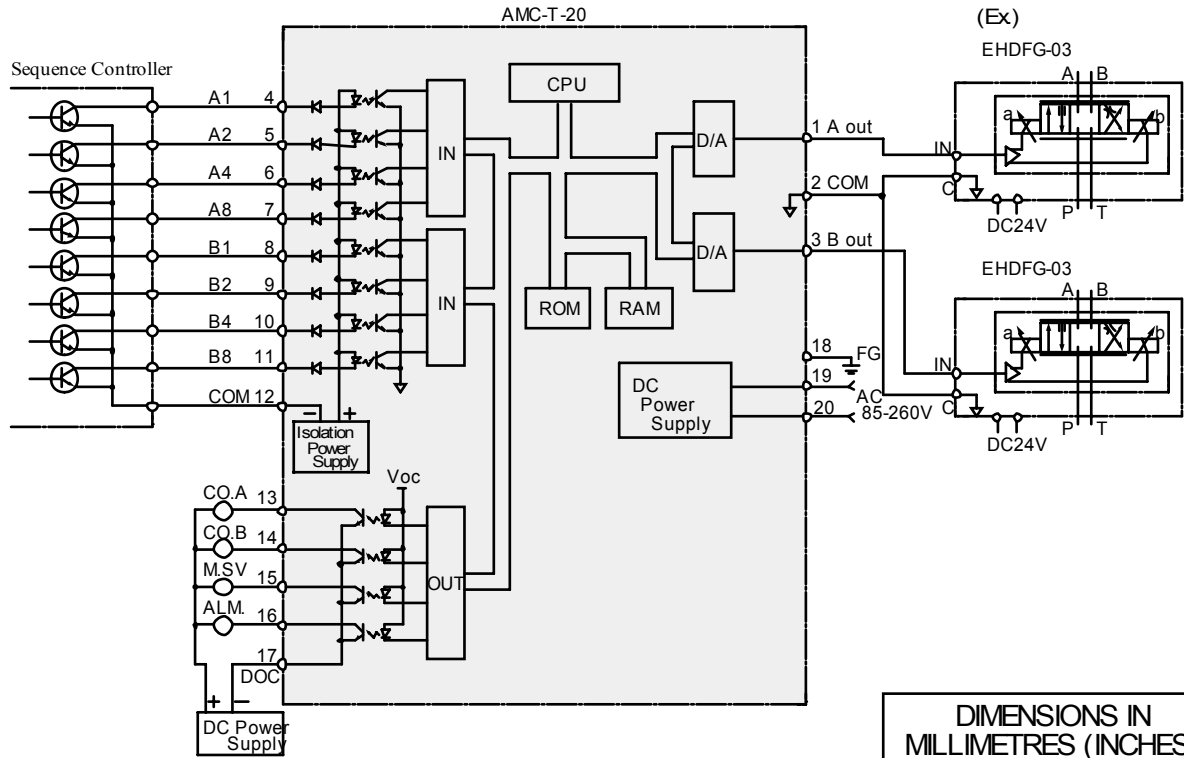 AMC-T-20
(Ex.)
EHDFG-03
A B
Sequence Controller
CPU
A1 4
A2 5
A4 6
A8 7
B1 8
B2 9
B4 10
B8 11
COM 12
IN
IN
D/A
D/A
ROM
RAM
1 A out
2 COM
3 B out
IN
C
a
b
P T
DC24V
EHDFG-03
A B
IN
C
a
b
P T
DC24V
18
FG
19
AC
20
85-260V
DC
Power
Supply
− +
Isolation
Power
Supply
Voc
CO.A 13
CO.B 14
M.SV 15
ALM. 16
17
DOC
OUT
+ −
DC Power
Supply
DIMENSIONS IN
MILLIMETRES (INCHES